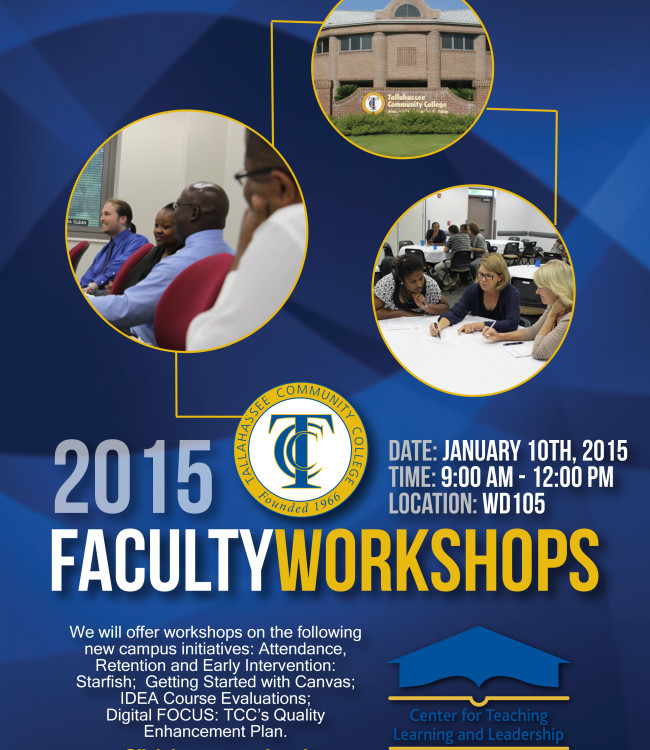 Tallahassee
Community College
A CLEAN
TALLAHASSEE COMMUNITY COLLEGE
TCC
Founded 1966
2015
DATE: JANUARY 10TH, 2015
TIME: 9:00 AM - 12:00 PM
LOCATION: WD105
FACULTYWORKSHOPS
We will offer workshops on the following
new campus initiatives: Attendance,
Retention and Early Intervention:
Starfish; Getting Started with Canvas;
IDEA Course Evaluations;
Digital FOCUS: TCC's Quality
Enhancement Plan.
Center for Teaching
Learning and Leadership